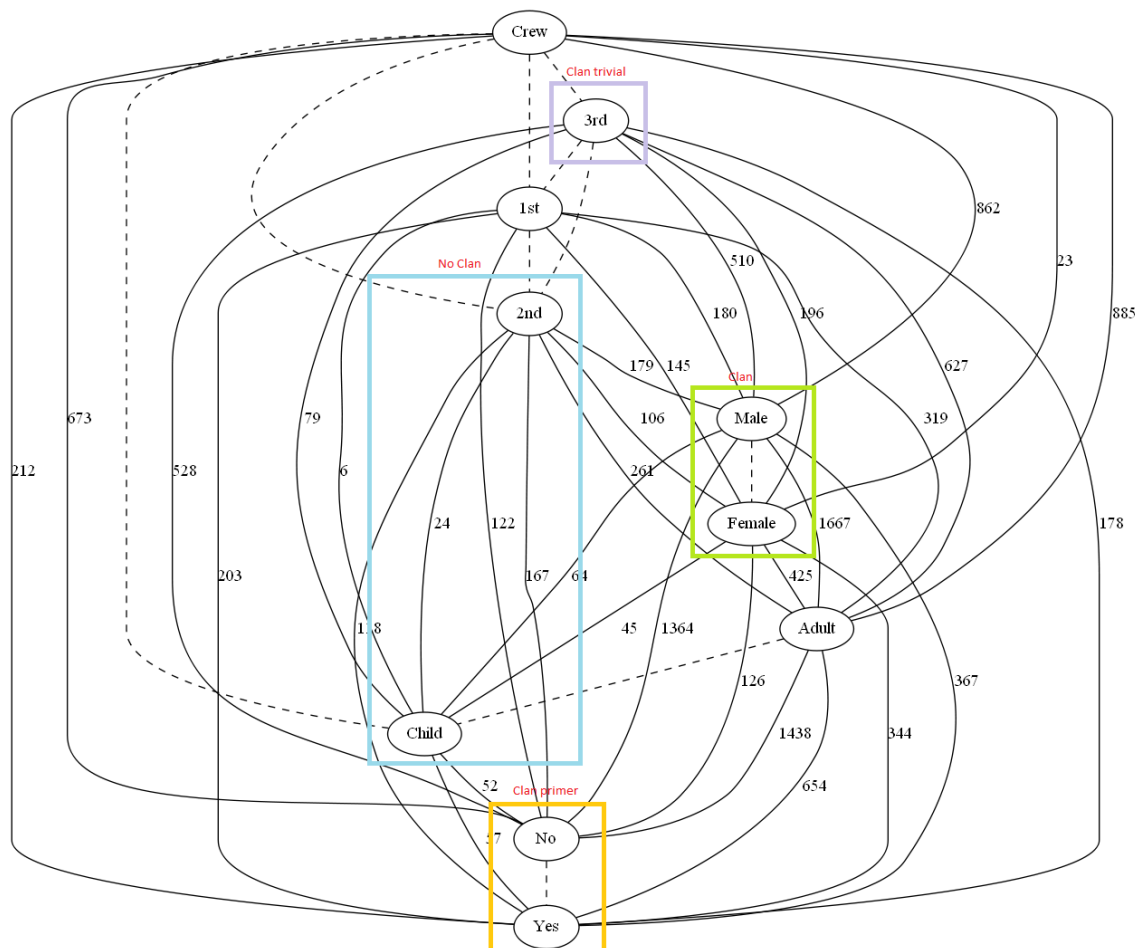 Crew
Clan trivial
3rd
1st
862
No Clan
510
23
2nd
180
196
885
179
145
627
Clan
Male
673
79
106
319
212
528
6
261
24
122
Female
1667
178
203
167
64
425
118
45
1364
Adult
126
367
Child
1438
344
52
654
Clan primer
No
57
Yes